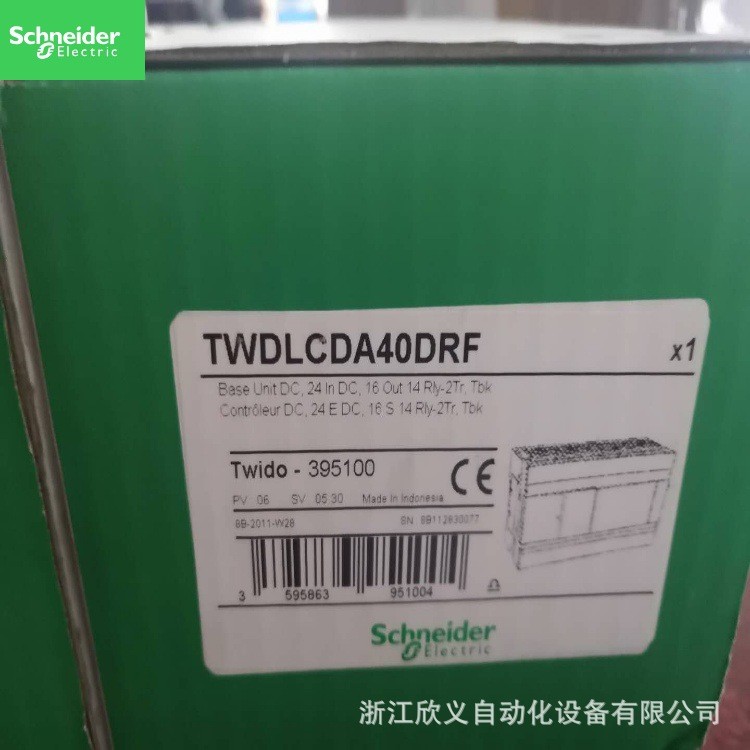 Schneider
Electric
TWDLCDA40DRF
x1
Base Unit DC, 24 In DC, 16 Out 14 Rly-2Tr, Tbk
Contrôleur DC, 24 E DC, 16 S 14 Rly-2Tr, Tbk
Twido - 395100
CE
PV 06 SV 05.30 Made in Indonesia
8B-2011-W28 SN: 8B112830077
3 595863 951004
Schneider
Electric
浙江欣义自动化设备有限公司